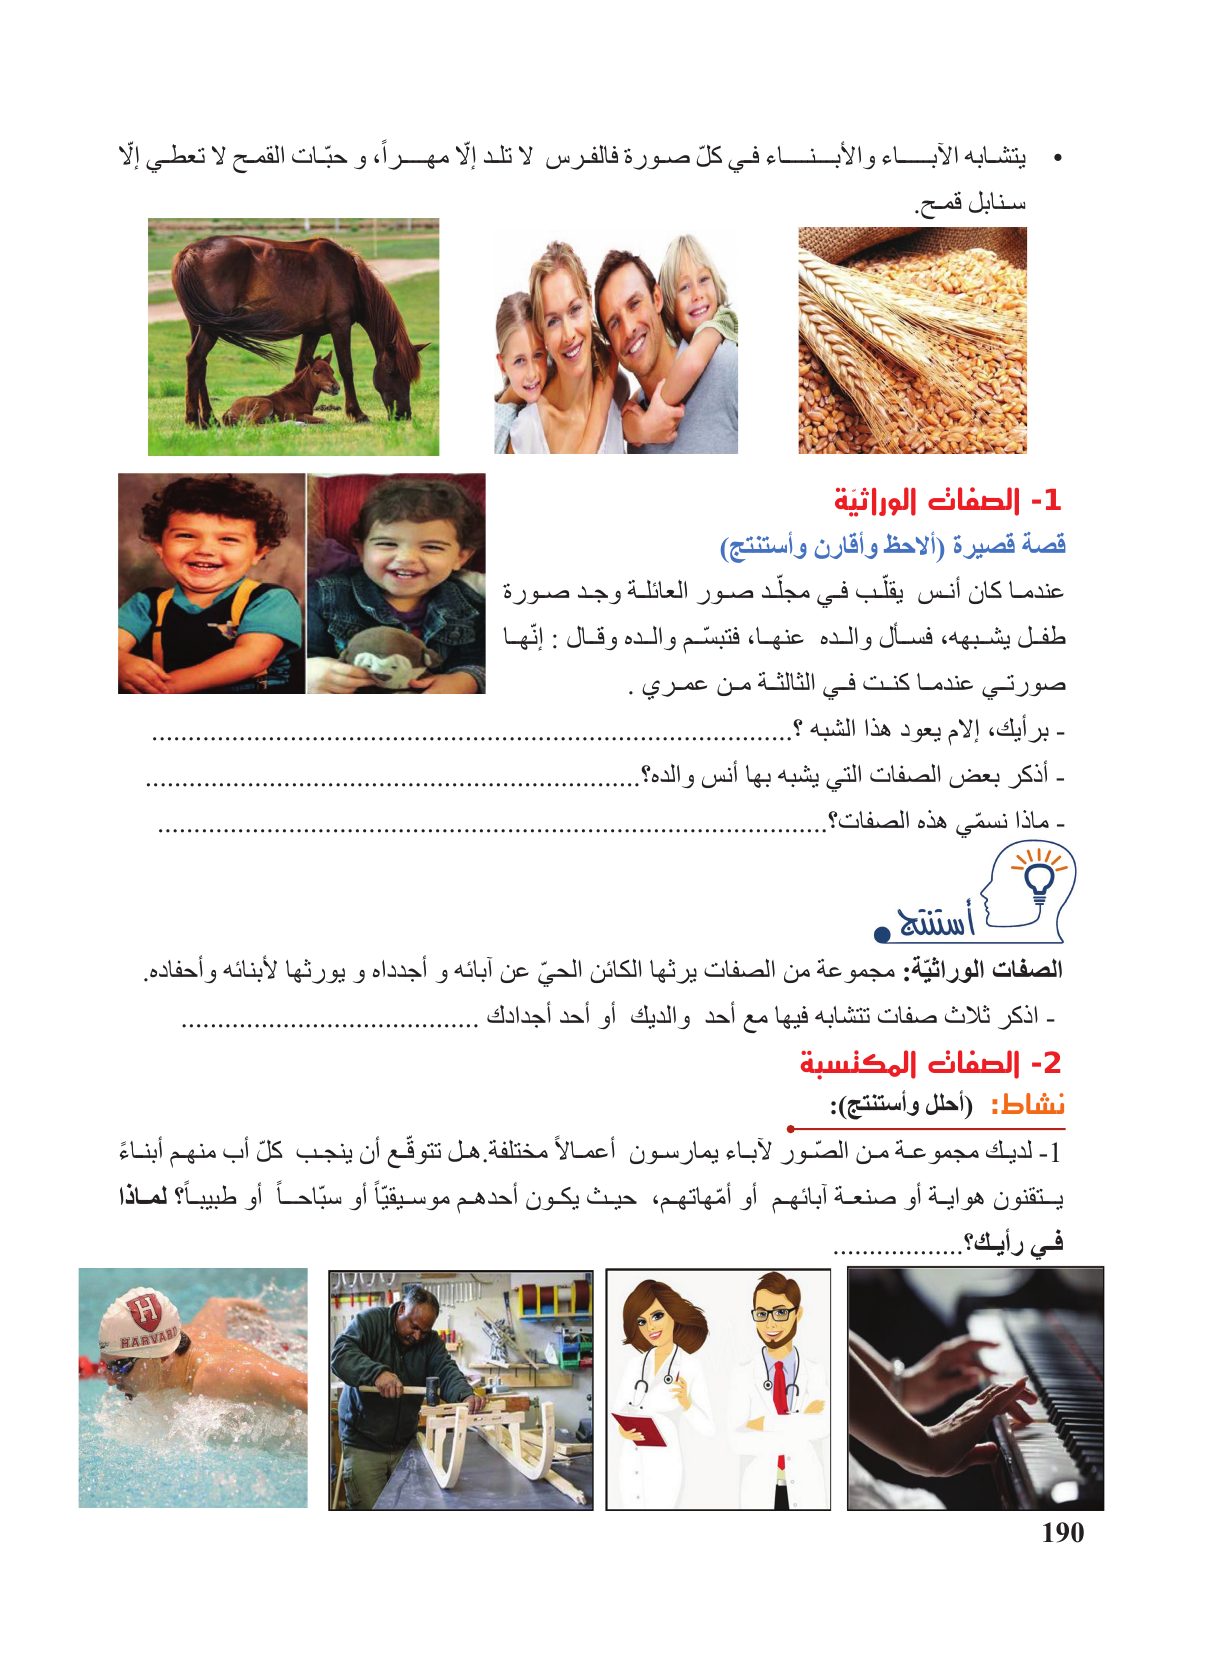 • يتشابه الآباء والأبناء في كلّ صورة فالفرس لا تلد إلّا مهراً، و حبّات القمح لا تعطي إلّا
سنابل قمح.
1- الصفات الوراثيّة
قصة قصيرة (ألاحظ وأقارن وأستنتج)
عندما كان أنس يقلّب في مجلّد صور العائلة وجد صورة
طفل يشبهه، فسأل والده عنها، فتبسّم والده وقال : إنّها
صورتي عندما كنت في الثالثة من عمري .
- برأيك، إلام يعود هذا الشبه ؟........................................................................................
- أذكر بعض الصفات التي يشبه بها أنس والده؟....................................................................
- ماذا نسمّي هذه الصفات؟............................................................................................
أستنتج
الصفات الوراثيّة: مجموعة من الصفات يرثها الكائن الحيّ عن آبائه و أجدداه و يورثها لأبنائه وأحفاده.
- اذكر ثلاث صفات تتشابه فيها مع أحد والديك أو أحد أجدادك .........................................
2- الصفات المكتسبة
نشاط: (أحلل وأستنتج):
1- لديك مجموعة من الصّور لآباء يمارسون أعمالاً مختلفة.هل تتوقّع أن ينجب كلّ أب منهم أبناءً
يتقنون هواية أو صنعة آبائهم أو أمّهاتهم، حيث يكون أحدهم موسيقيّاً أو سبّاحاً أو طبيباً؟ لماذا
في رأيك؟..................
H
HARVARD
190